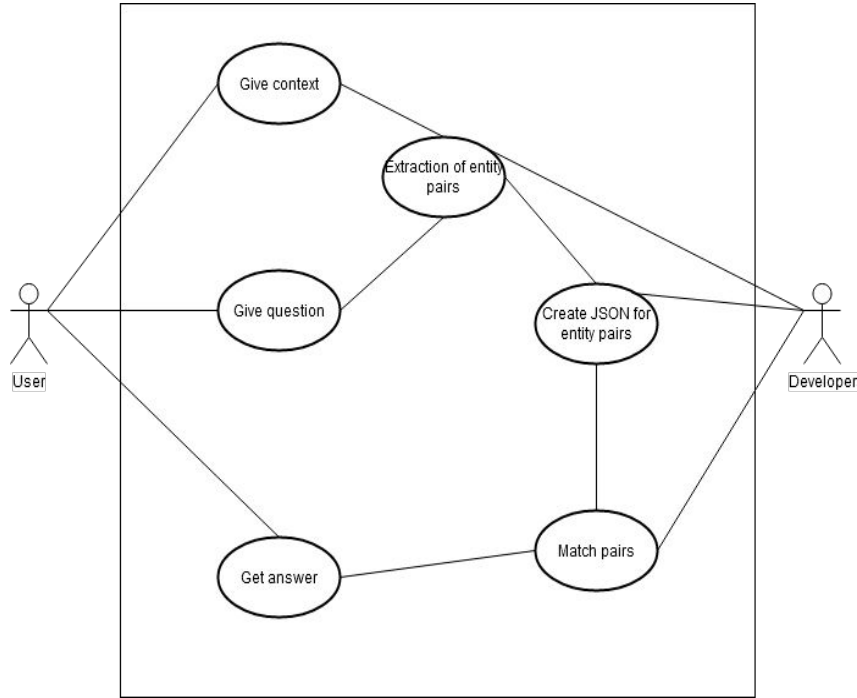 Give context
Extraction of entity
pairs
Give question
Create JSON for
entity pairs
User
Developer
Match pairs
Get answer